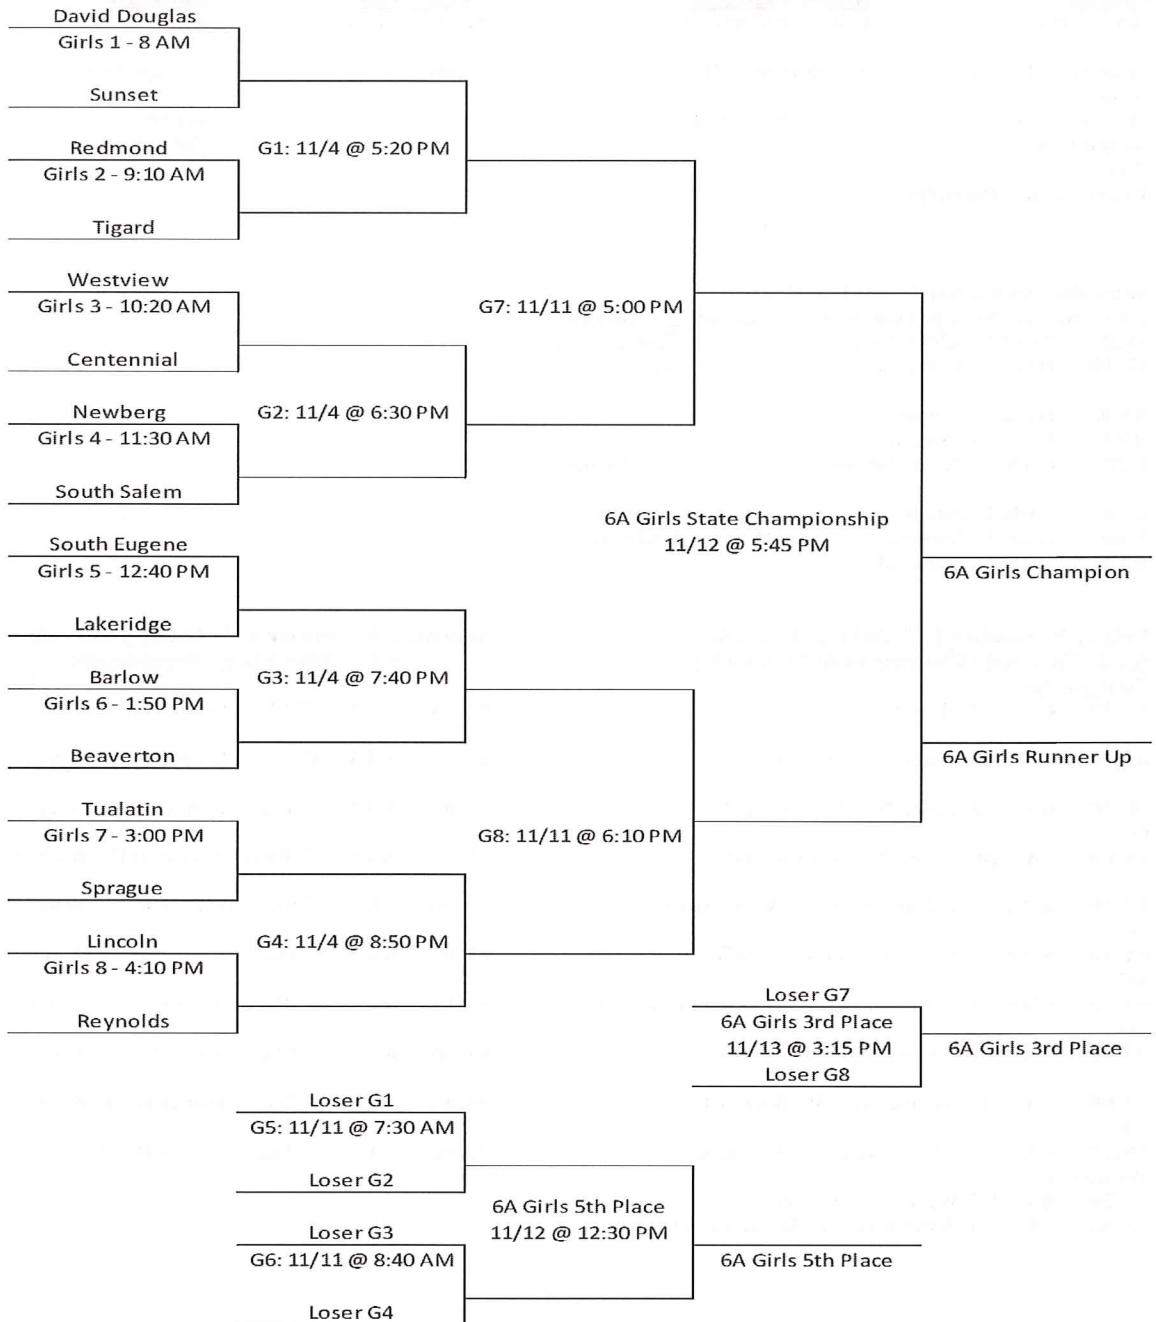 David Douglas
Girls 1 - 8 AM
Sunset
Redmond
Girls 2 - 9:10 AM
Tigard
G1: 11/4 @ 5:20 PM
Westview
Girls 3 - 10:20 AM
Centennial
Newberg
Girls 4 - 11:30 AM
South Salem
G2: 11/4 @ 6:30 PM
G7: 11/11 @ 5:00 PM
South Eugene
Girls 5 - 12:40 PM
Lakeridge
Barlow
Girls 6 - 1:50 PM
Beaverton
G3: 11/4 @ 7:40 PM
Tualatin
Girls 7 - 3:00 PM
Sprague
Lincoln
Girls 8 - 4:10 PM
Reynolds
G4: 11/4 @ 8:50 PM
G8: 11/11 @ 6:10 PM
6A Girls State Championship
11/12 @ 5:45 PM
6A Girls Champion
6A Girls Runner Up
Loser G7
6A Girls 3rd Place
11/13 @ 3:15 PM
Loser G8
6A Girls 3rd Place
Loser G1
G5: 11/11 @ 7:30 AM
Loser G2
Loser G3
G6: 11/11 @ 8:40 AM
Loser G4
6A Girls 5th Place
11/12 @ 12:30 PM
6A Girls 5th Place